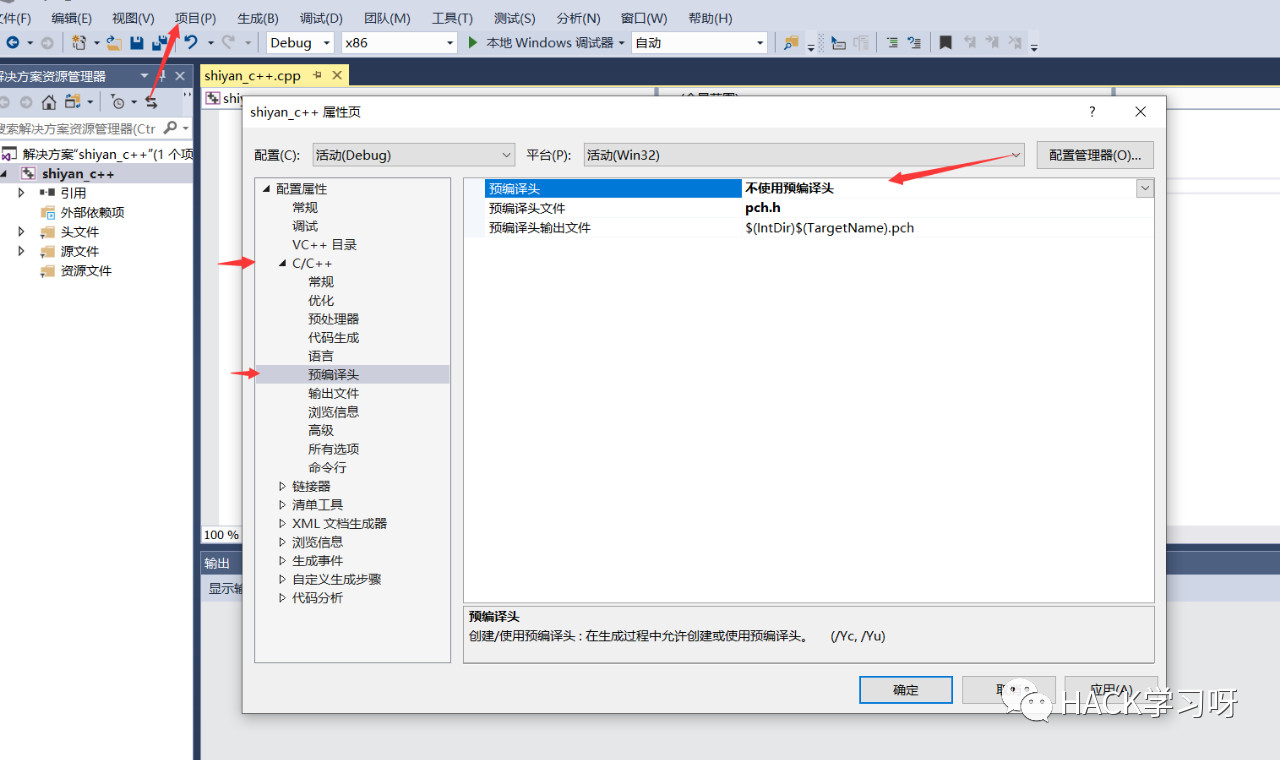 文件(F) 编辑(E) 视图(V) 项目(P) 生成(B) 调试(D) 团队(M) 工具(T) 测试(S) 分析(N) 窗口(W) 帮助(H)
Debug x86 本地 Windows 调试器 自动
解决方案资源管理器
shiyan_c++.cpp
搜索解决方案资源管理器(Ctr
解决方案"shiyan_c++"(1 个项
shiyan_c++
引用
外部依赖项
头文件
源文件
资源文件
100 %
输出
shiyan_c++ 属性页
?
配置(C): 活动(Debug) 平台(P): 活动(Win32) 配置管理器(O)...
配置属性
常规
调试
VC++ 目录
C/C++
常规
优化
预处理器
代码生成
语言
预编译头
输出文件
浏览信息
高级
所有选项
命令行
链接器
清单工具
XML 文档生成器
浏览信息
生成事件
自定义生成步骤
代码分析
预编译头 不使用预编译头
预编译头文件 pch.h
预编译头输出文件 $(IntDir)$(TargetName).pch
预编译头
创建/使用预编译头 : 在生成过程中允许创建或使用预编译头。 (/Yc, /Yu)
确定
应用(A)
HACK学习呀